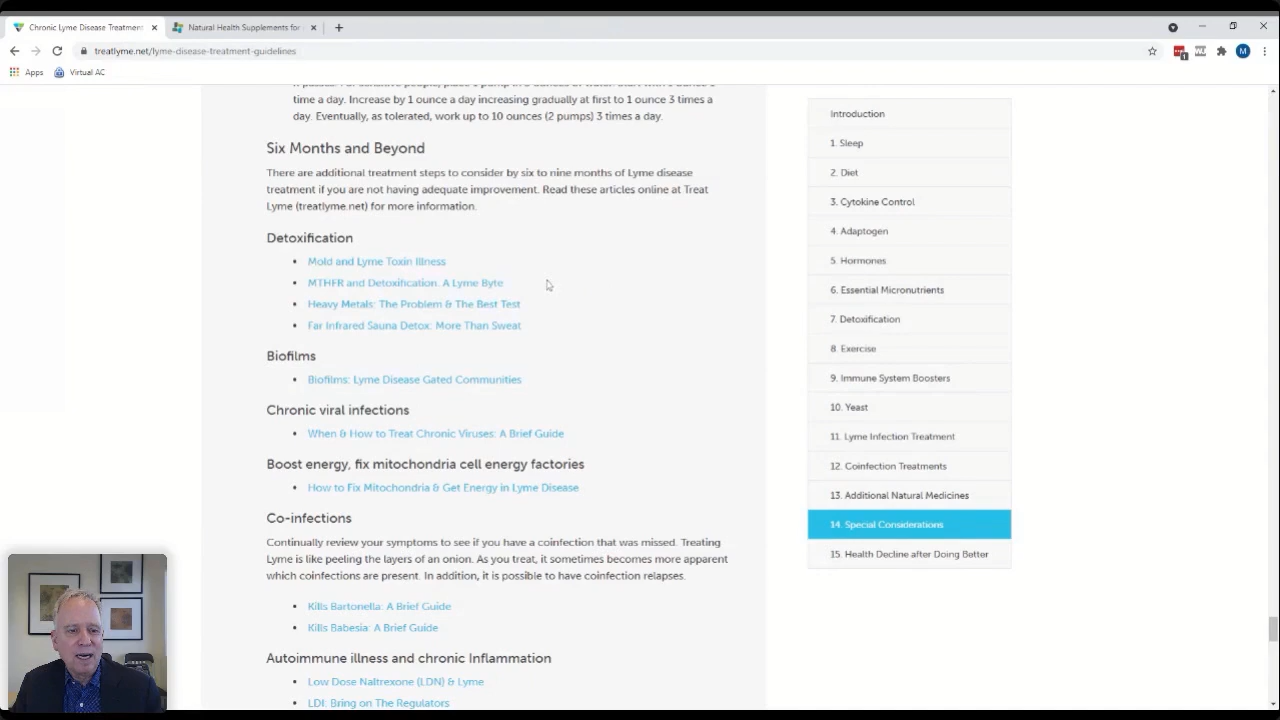 Chronic Lyme Disease Treatment
Natural Health Supplements for
treatlyme.net/lyme-disease-treatment-guidelines
1
M
Apps
Virtual AC
time a day. Increase by 1 ounce a day increasing gradually at first to 1 ounce 3 times a
day. Eventually, as tolerated, work up to 10 ounces (2 pumps) 3 times a day.
Six Months and Beyond
There are additional treatment steps to consider by six to nine months of Lyme disease
treatment if you are not having adequate improvement. Read these articles online at Treat
Lyme (treatlyme.net) for more information.
Detoxification
• Mold and Lyme Toxin Illness
• MTHFR and Detoxification. A Lyme Byte
• Heavy Metals: The Problem & The Best Test
• Far Infrared Sauna Detox: More Than Sweat
Biofilms
• Biofilms: Lyme Disease Gated Communities
Chronic viral infections
• When & How to Treat Chronic Viruses: A Brief Guide
Boost energy, fix mitochondria cell energy factories
• How to Fix Mitochondria & Get Energy in Lyme Disease
Co-infections
Continually review your symptoms to see if you have a coinfection that was missed. Treating
Lyme is like peeling the layers of an onion. As you treat, it sometimes becomes more apparent
which coinfections are present. In addition, it is possible to have coinfection relapses.
• Kills Bartonella: A Brief Guide
• Kills Babesia: A Brief Guide
Autoimmune illness and chronic Inflammation
• Low Dose Naltrexone (LDN) & Lyme
• LDI: Bring on The Regulators
Introduction
1. Sleep
2. Diet
3. Cytokine Control
4. Adaptogen
5. Hormones
6. Essential Micronutrients
7. Detoxification
8. Exercise
9. Immune System Boosters
10. Yeast
11. Lyme Infection Treatment
12. Coinfection Treatments
13. Additional Natural Medicines
14. Special Considerations
15. Health Decline after Doing Better